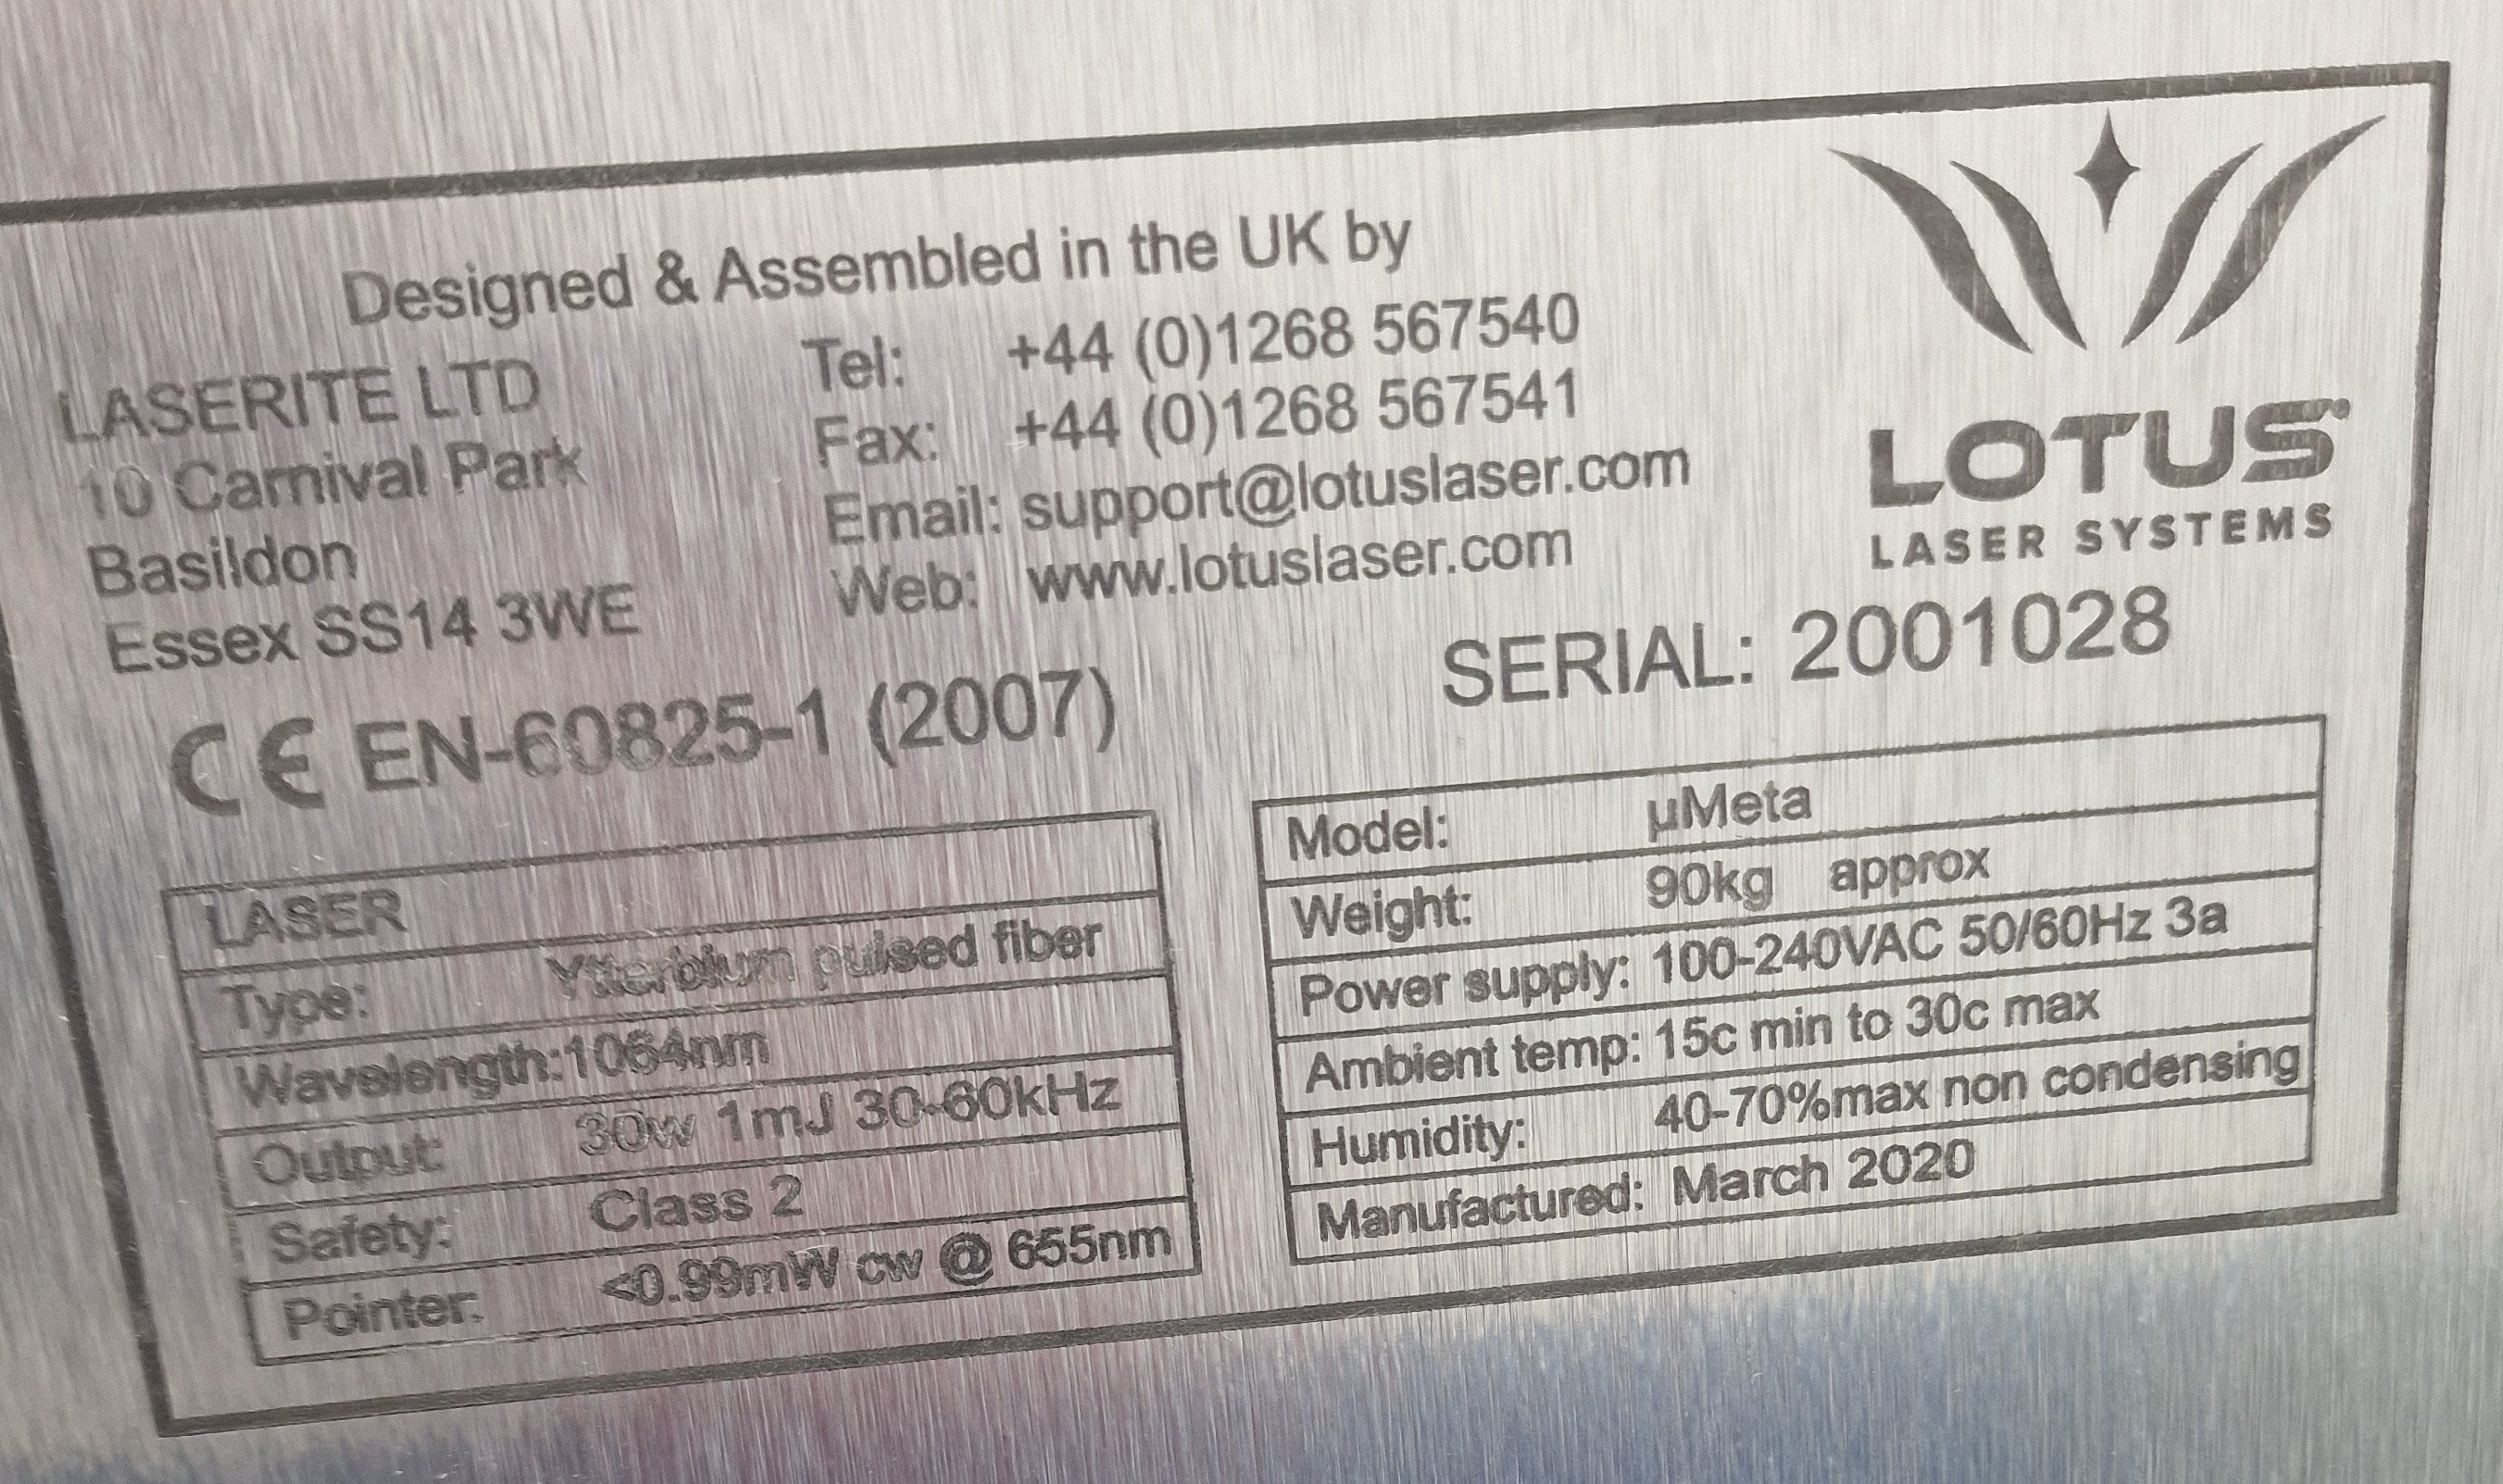 Designed & Assembled in the UK by
LASERITE LTD
10 Carnival Park
Basildon
Essex SS14 3WE
Tel: +44 (0)1268 567540
Fax: +44 (0)1268 567541
Email: support@lotuslaser.com
Web: www.lotuslaser.com
LOTUS
LASER SYSTEMS
CE EN-60825-1 (2007)
SERIAL: 2001028
LASER
Type: Ytterbium pulsed fiber
Wavelength:1064nm
Output: 30w 1mJ 30-60kHz
Safety: Class 2
Pointer: <0.99mW cw @ 655nm
Model: µMeta
Weight: 90kg approx
Power supply: 100-240VAC 50/60Hz 3a
Ambient temp: 15c min to 30c max
Humidity: 40-70%max non condensing
Manufactured: March 2020